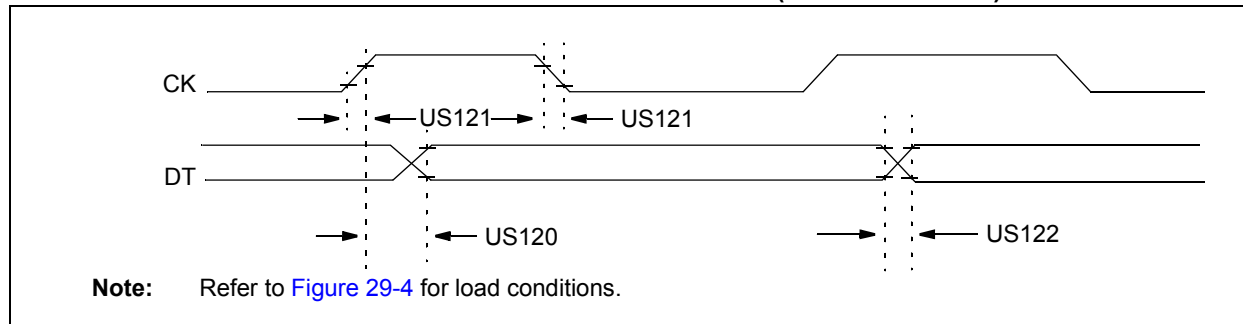 CK
US121
US121
DT
US120
US122
Note: Refer to Figure 29-4 for load conditions.